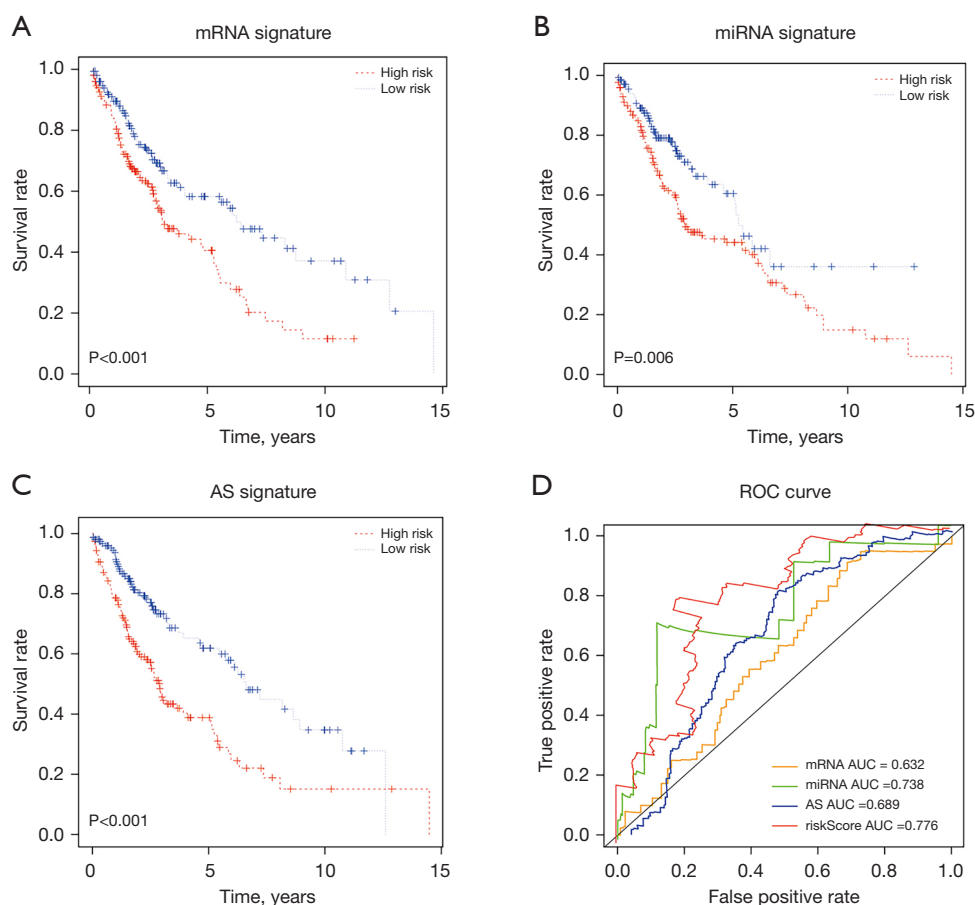 A
mRNA signature
High risk
Low risk
1.0
0.8
0.6
0.4
0.2
0.0
Survival rate
P<0.001
0 5 10 15
Time, years
B
miRNA signature
High risk
Low risk
1.0
0.8
0.6
0.4
0.2
0.0
Survival rate
P=0.006
0 5 10 15
Time, years
C
AS signature
High risk
Low risk
1.0
0.8
0.6
0.4
0.2
0.0
Survival rate
P<0.001
0 5 10 15
Time, years
D
ROC curve
1.0
0.8
0.6
0.4
0.2
0.0
True positive rate
mRNA AUC = 0.632
miRNA AUC =0.738
AS AUC =0.689
riskScore AUC =0.776
0.0 0.2 0.4 0.6 0.8 1.0
False positive rate